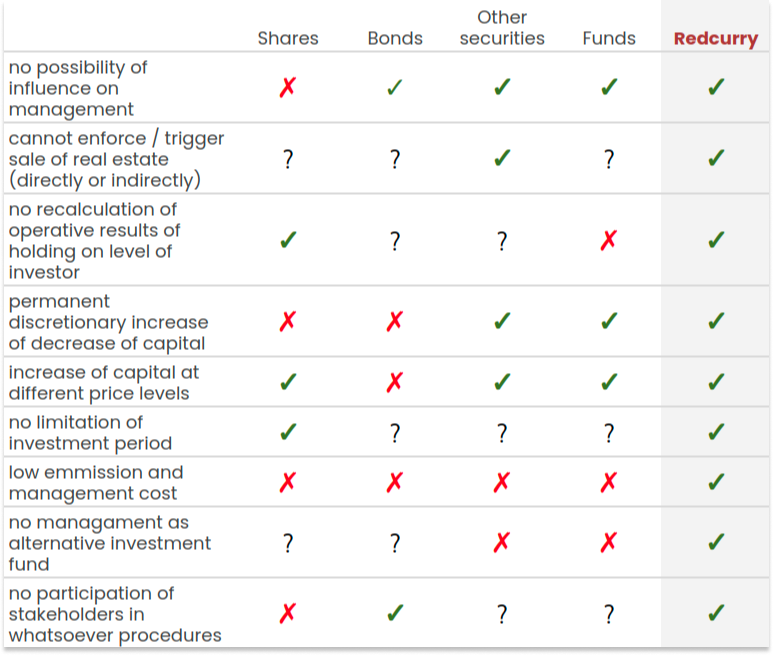 Shares Bonds Other securities Funds Redcurry
no possibility of
influence on
management ✗ ✓ ✓ ✓ ✓
cannot enforce / trigger
sale of real estate
(directly or indirectly) ? ? ✓ ? ✓
no recalculation of
operative results of
holding on level of
investor ✓ ? ? ✗ ✓
permanent
discretionary increase
of decrease of capital ✗ ✗ ✓ ✓ ✓
increase of capital at
different price levels ✓ ✗ ✓ ✓ ✓
no limitation of
investment period ✓ ? ? ? ✓
low emmission and
management cost ✗ ✗ ✗ ✗ ✓
no managament as
alternative investment
fund ? ? ✗ ✗ ✓
no participation of
stakeholders in
whatsoever procedures ✗ ✓ ? ? ✓